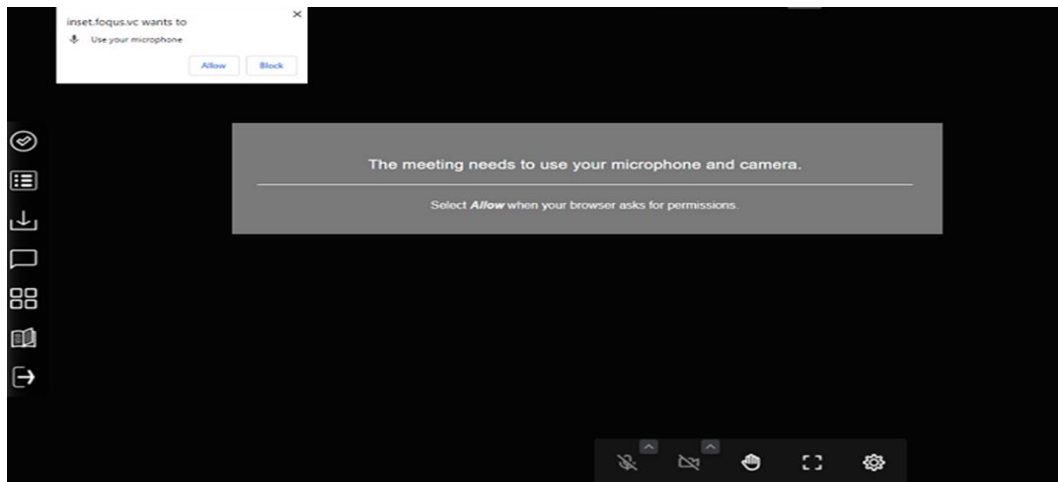 inset.foqus.vc wants to
Use your microphone
Allow Block
The meeting needs to use your microphone and camera.
Select Allow when your browser asks for permissions.